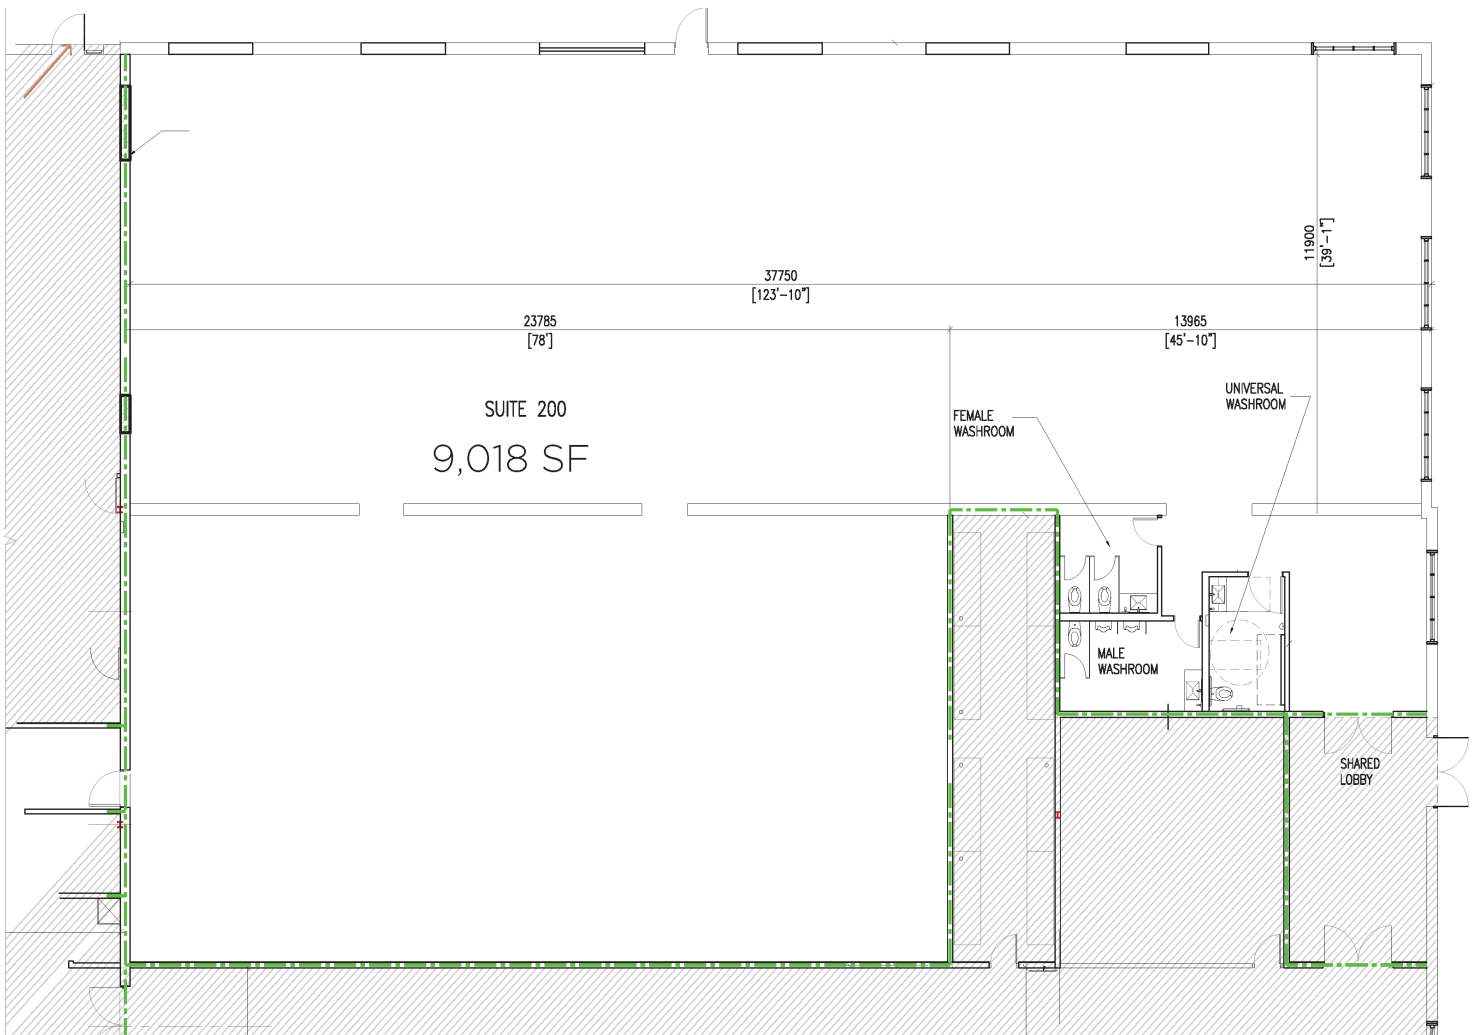 11900
[39'-1"]
37750
[123'-10"]
23785
[78']
13965
[45'-10"]
SUITE 200
9,018 SF
FEMALE
WASHROOM
UNIVERSAL
WASHROOM
MALE
WASHROOM
SHARED
LOBBY